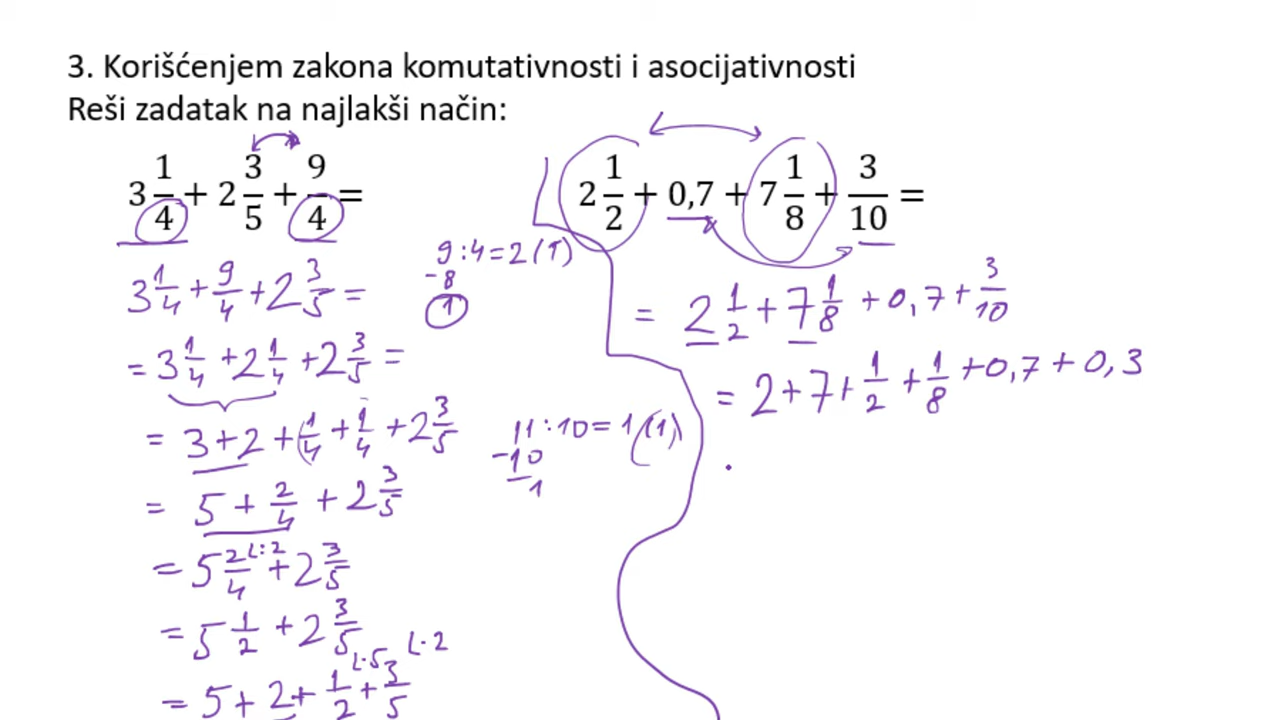 3. Korišćenjem zakona komutativnosti i asocijativnosti
Reši zadatak na najlakši način:
3 1/4 + 2 3/5 + 9/4 =
3 1/4 + 9/4 + 2 3/5 =
= 3 1/4 + 2 1/4 + 2 3/5 =
= 3 + 2 + (1/4 + 1/4 + 2 3/5
= 5 + 2/4 + 2 3/5
= 5 2/4 L:2 + 2 3/5
= 5 1/2 + 2 3/5
= 5 + 2 + 1/2 L·5 + 3/5 L·2
9 : 4 = 2 (1)
-8
1
11 : 10 = 1 (1)
-10
1
2 1/2 + 0,7 + 7 1/8 + 3/10 =
= 2 1/2 + 7 1/8 + 0,7 + 3/10
= 2 + 7 + 1/2 + 1/8 + 0,7 + 0,3